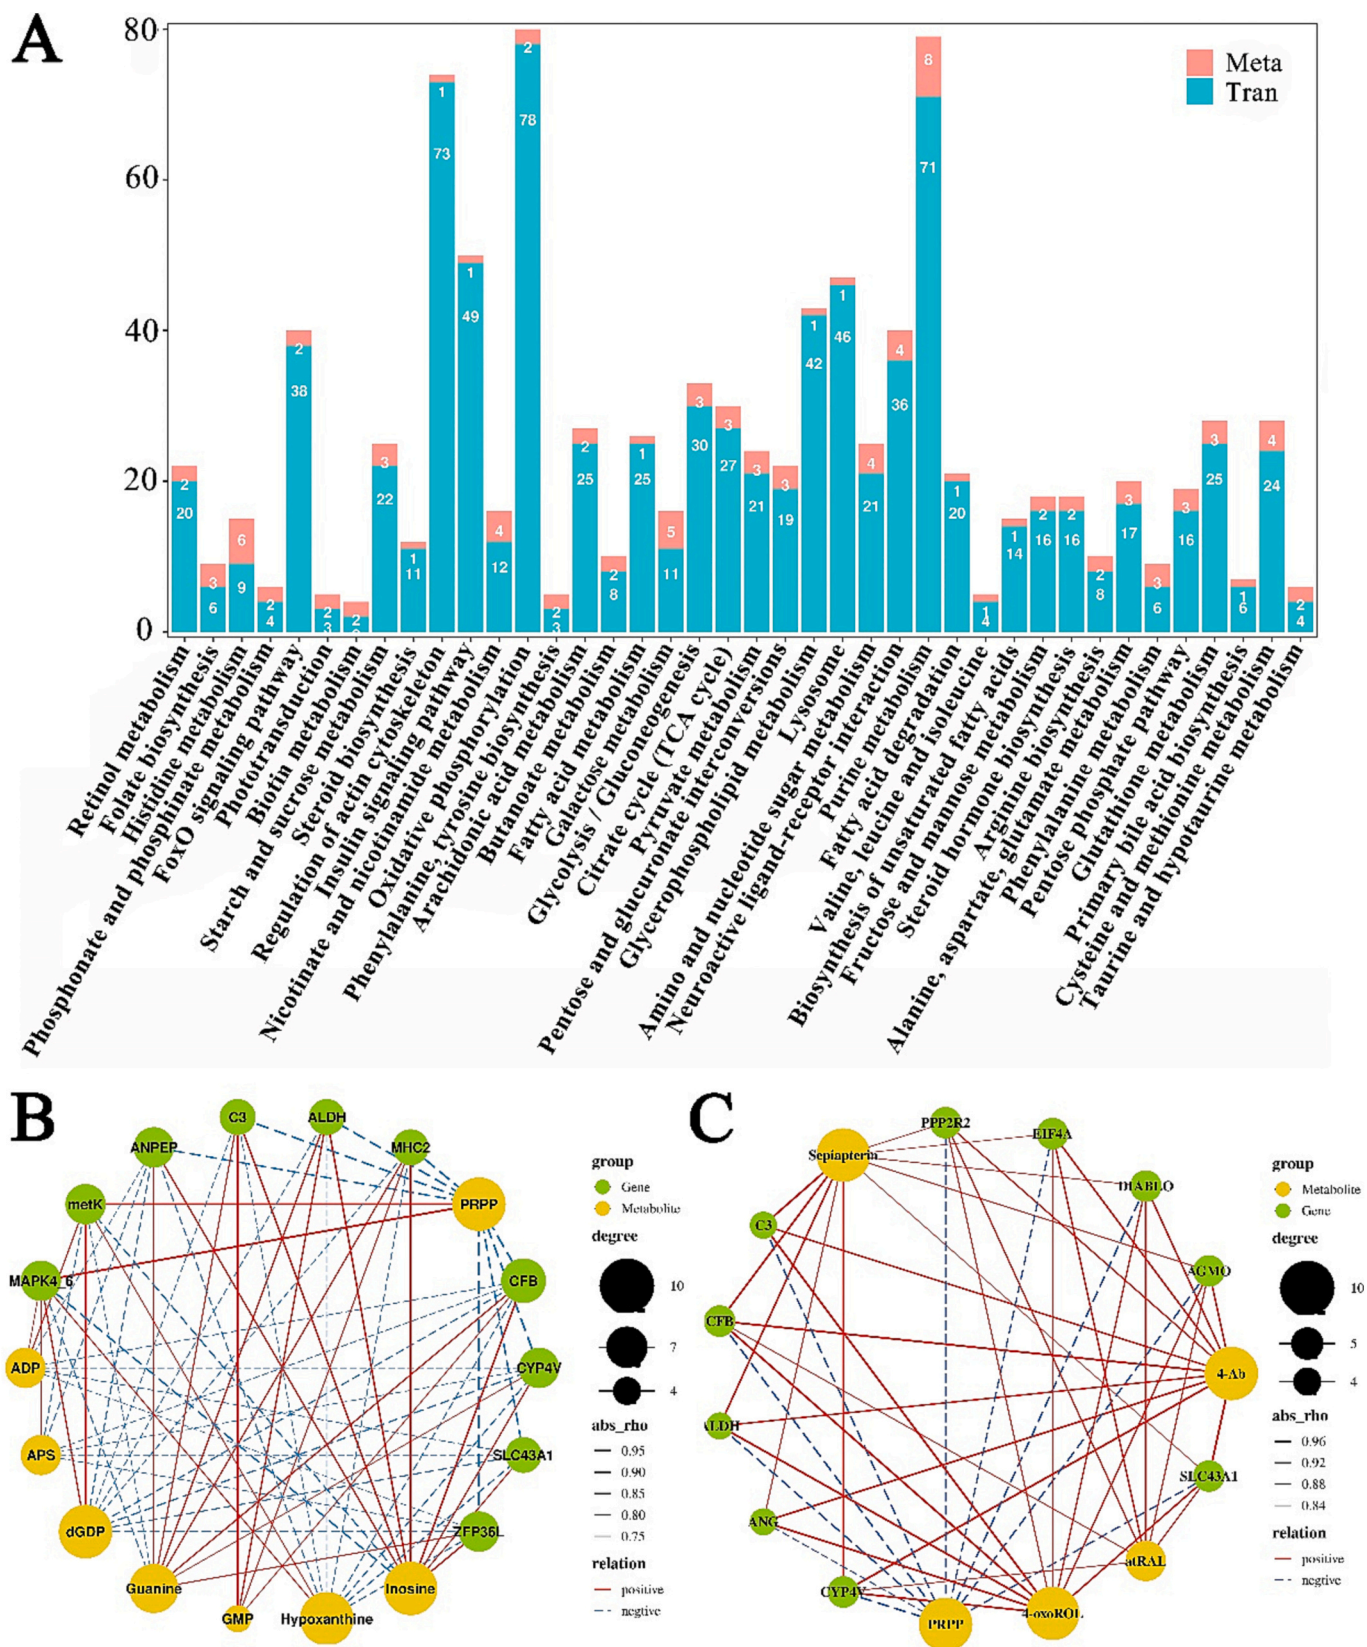 A
80
60
40
20
0
Meta
Tran
2
20
3
6
6
9
2
4
2
38
2
3
2
3
22
1
11
1
73
1
49
4
12
2
78
2
3
2
25
2
8
1
25
5
11
3
30
3
27
3
21
3
19
1
42
1
46
4
21
4
36
8
71
1
20
1
4
1
14
2
16
2
16
2
8
3
17
3
6
3
16
3
25
1
6
4
24
2
4
Retinol metabolism
Folate biosynthesis
Histidine metabolism
Phosphonate and phosphinate metabolism
FoxO signaling pathway
Phototransduction
Biotin metabolism
Starch and sucrose metabolism
Steroid biosynthesis
Regulation of actin cytoskeleton
Insulin signaling pathway
Nicotinate and nicotinamide metabolism
Oxidative phosphorylation
Phenylalanine, tyrosine biosynthesis
Arachidonic acid metabolism
Butanoate metabolism
Fatty acid metabolism
Galactose metabolism
Glycolysis / Gluconeogenesis
Citrate cycle (TCA cycle)
Pyruvate metabolism
Pentose and glucuronate interconversions
Glycerophospholipid metabolism
Lysosome
Amino and nucleotide sugar metabolism
Neuroactive ligand-receptor interaction
Purine metabolism
Fatty acid degradation
Valine, leucine and isoleucine
Biosynthesis of unsaturated fatty acids
Fructose and mannose metabolism
Steroid hormone biosynthesis
Arginine biosynthesis
Alanine, aspartate, glutamate metabolism
Phenylalanine metabolism
Pentose phosphate pathway
Glutathione metabolism
Primary bile acid biosynthesis
Cysteine and methionine metabolism
Taurine and hypotaurine metabolism
B
C3
ALDH
ANPEP
MHC2
metK
PRPP
MAPK4_6
CFB
ADP
CYP4V
APS
SLC43A1
dGDP
ZFP36L
Guanine
Inosine
GMP
Hypoxanthine
group
Gene
Metabolite
degree
10
7
4
abs_rho
0.95
0.90
0.85
0.80
0.75
relation
positive
negtive
C
PPP2R2
EIF4A
Sepiapterin
DIABLO
C3
AGMO
CFB
4-Ab
ALDH
SLC43A1
ANG
atRAL
CYP4V
4-oxoROL
PRPP
group
Metabolite
Gene
degree
10
5
4
abs_rho
0.96
0.92
0.88
0.84
relation
positive
negtive